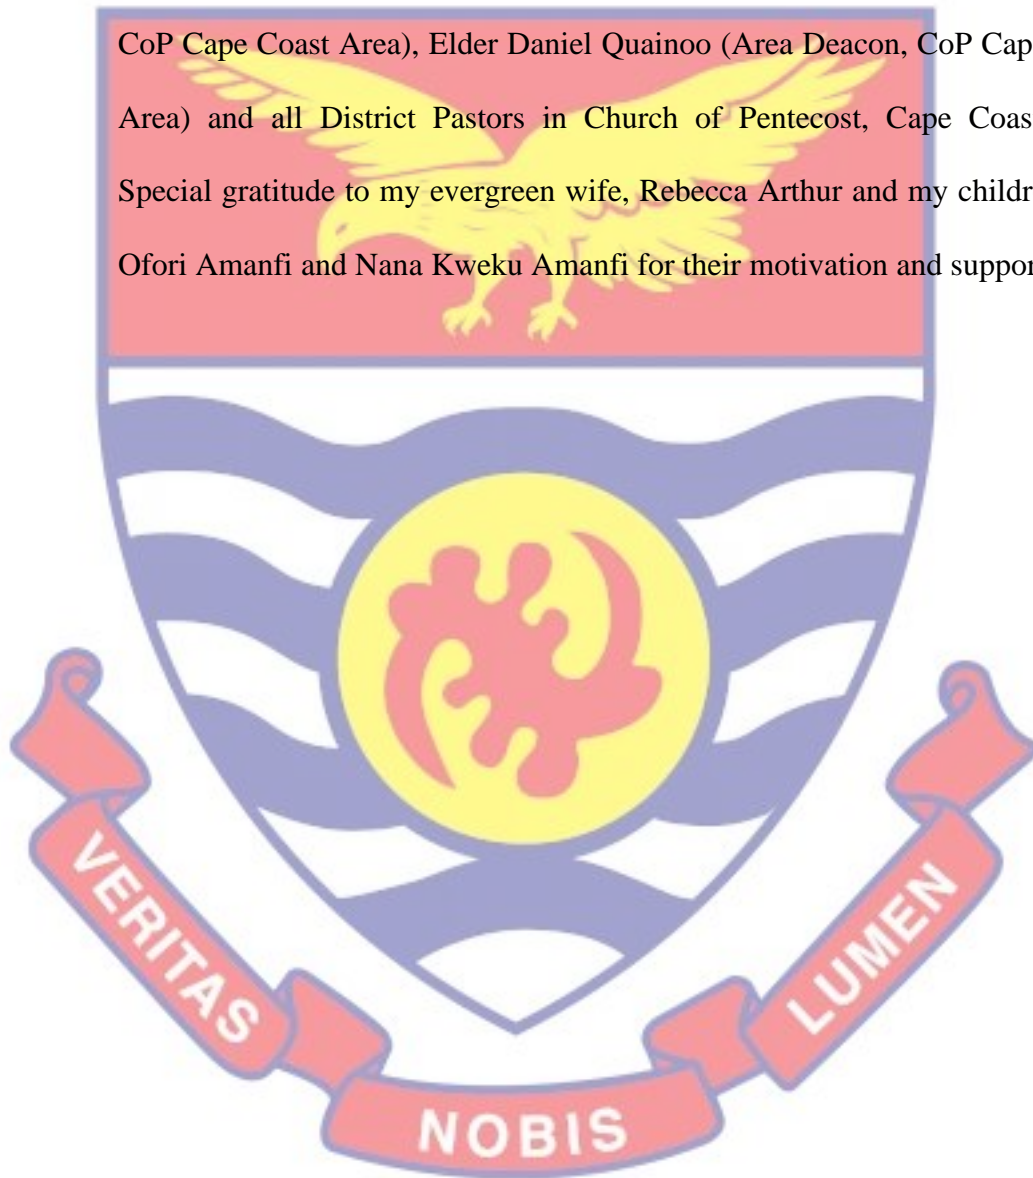 CoP Cape Coast Area), Elder Daniel Quainoo (Area Deacon, CoP Cap
Area) and all District Pastors in Church of Pentecost, Cape Coas
Special gratitude to my evergreen wife, Rebecca Arthur and my childr
Ofori Amanfi and Nana Kweku Amanfi for their motivation and suppor
VERITAS
NOBIS
LUMEN